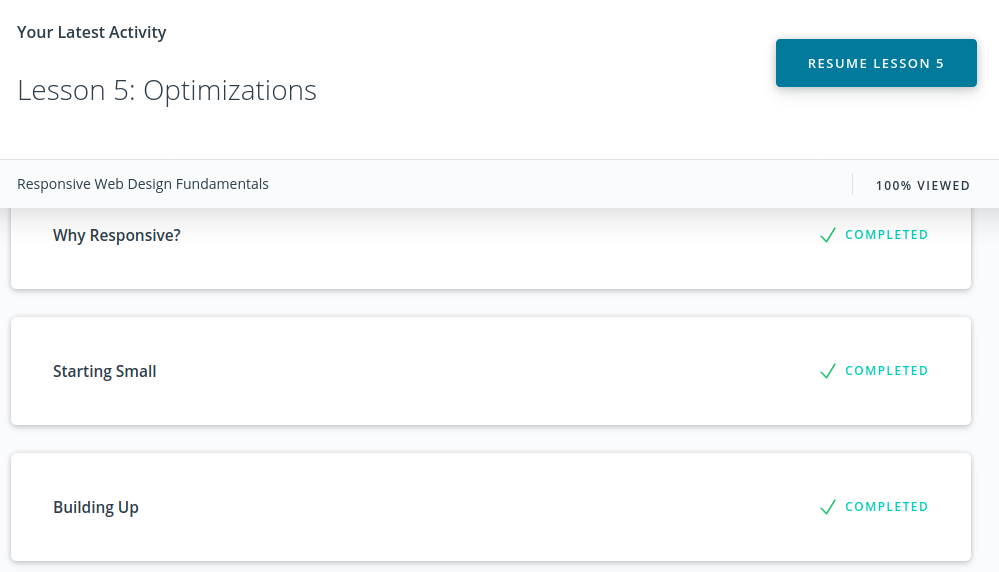 Your Latest Activity
RESUME LESSON 5
Lesson 5: Optimizations
Responsive Web Design Fundamentals
100% VIEWED
Why Responsive?
COMPLETED
Starting Small
COMPLETED
Building Up
COMPLETED